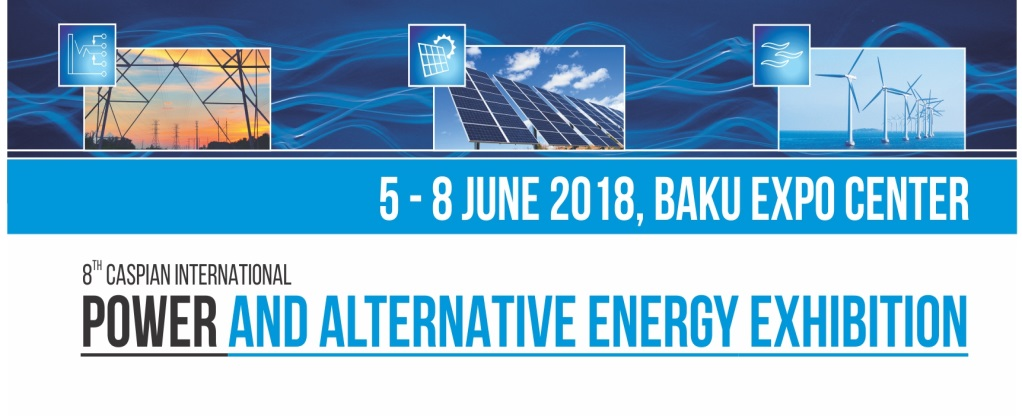 5 - 8 JUNE 2018, BAKU EXPO CENTER
8TH CASPIAN INTERNATIONAL
POWER AND ALTERNATIVE ENERGY EXHIBITION